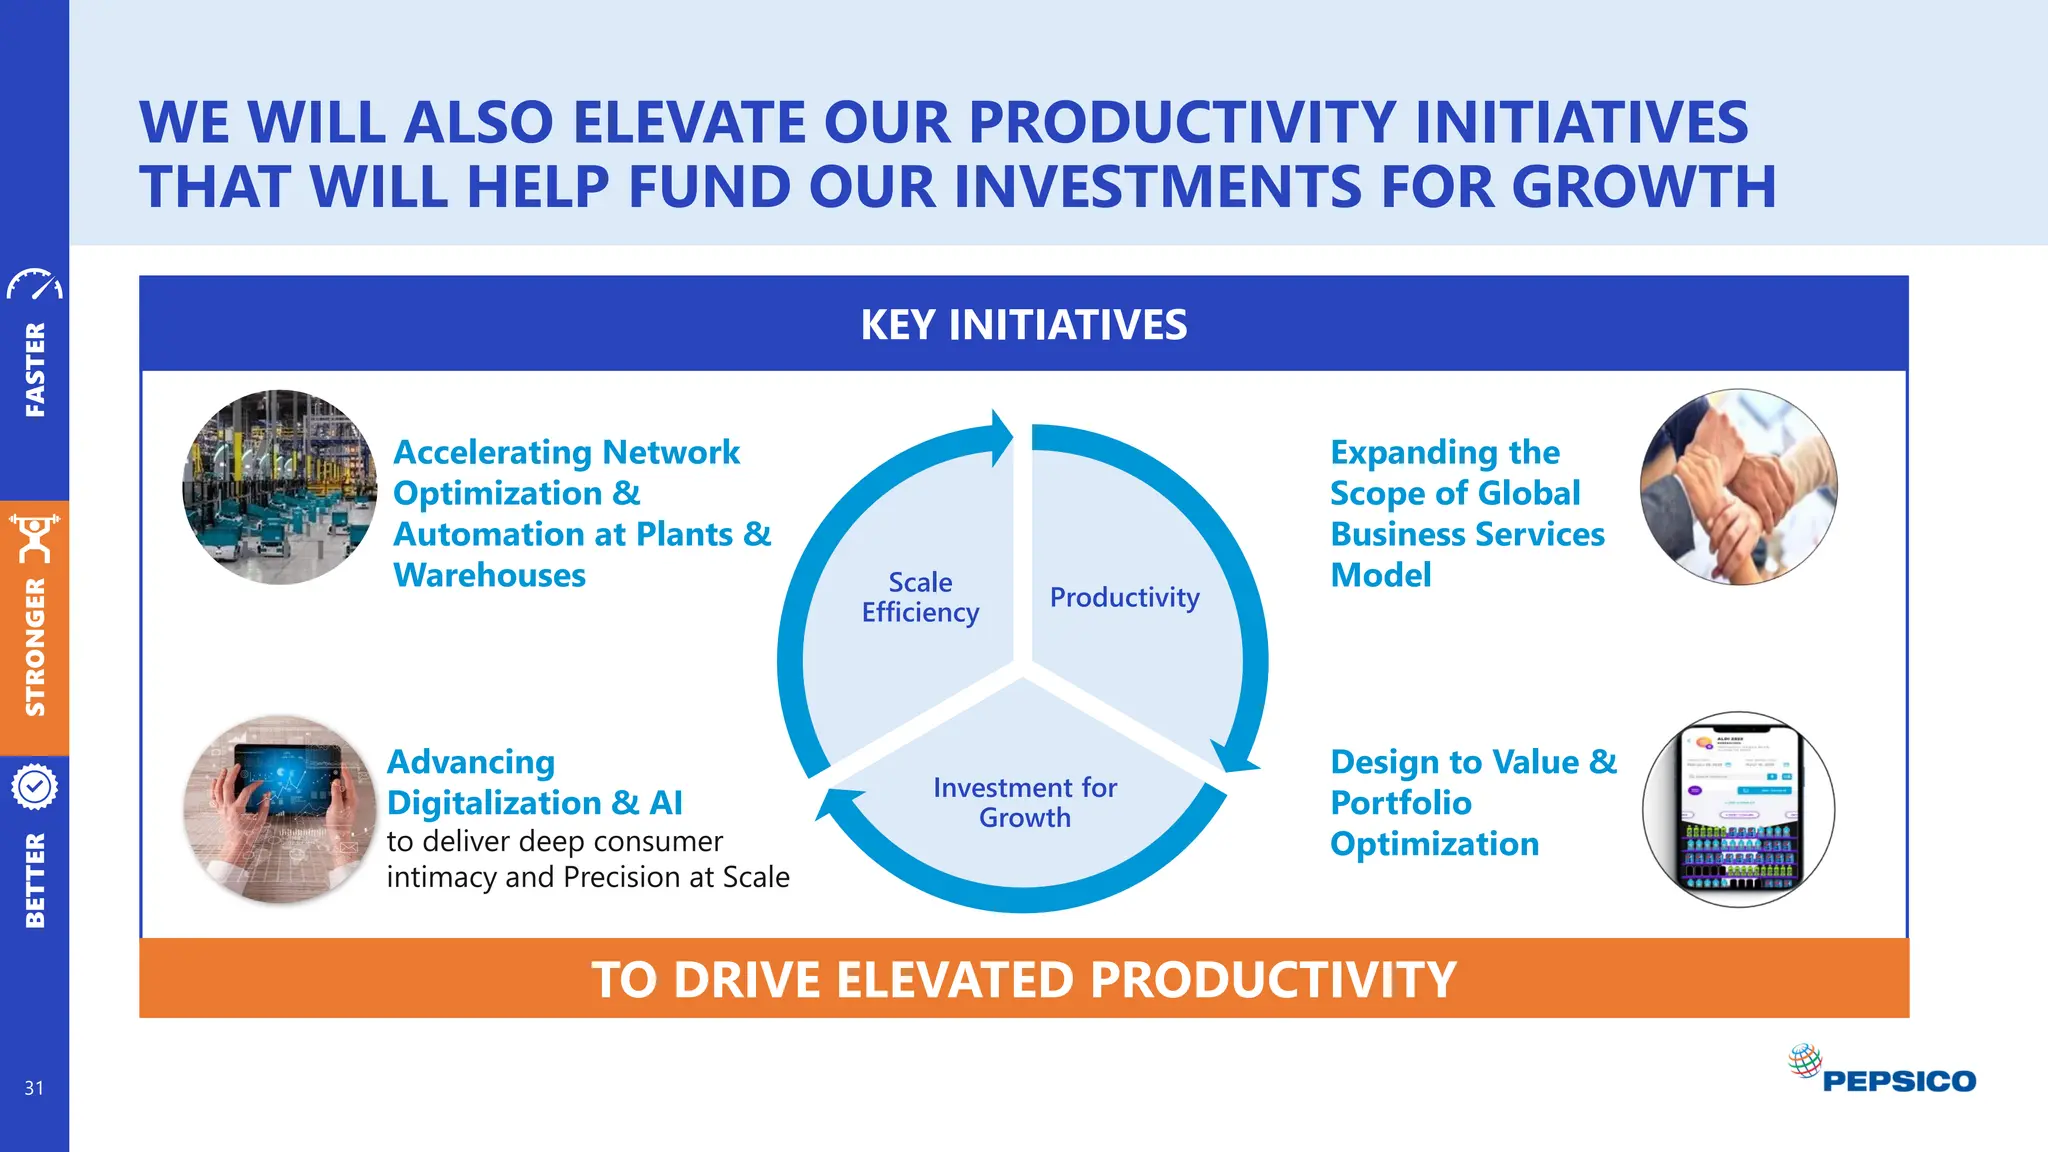 WE WILL ALSO ELEVATE OUR PRODUCTIVITY INITIATIVES
THAT WILL HELP FUND OUR INVESTMENTS FOR GROWTH
FASTER
STRONGER
BETTER
KEY INITIATIVES
Accelerating Network
Optimization &
Automation at Plants &
Warehouses
Advancing
Digitalization & AI
to deliver deep consumer
intimacy and Precision at Scale
Scale
Efficiency
Productivity
Investment for
Growth
Expanding the
Scope of Global
Business Services
Model
Design to Value &
Portfolio
Optimization
TO DRIVE ELEVATED PRODUCTIVITY
31
PEPSICO